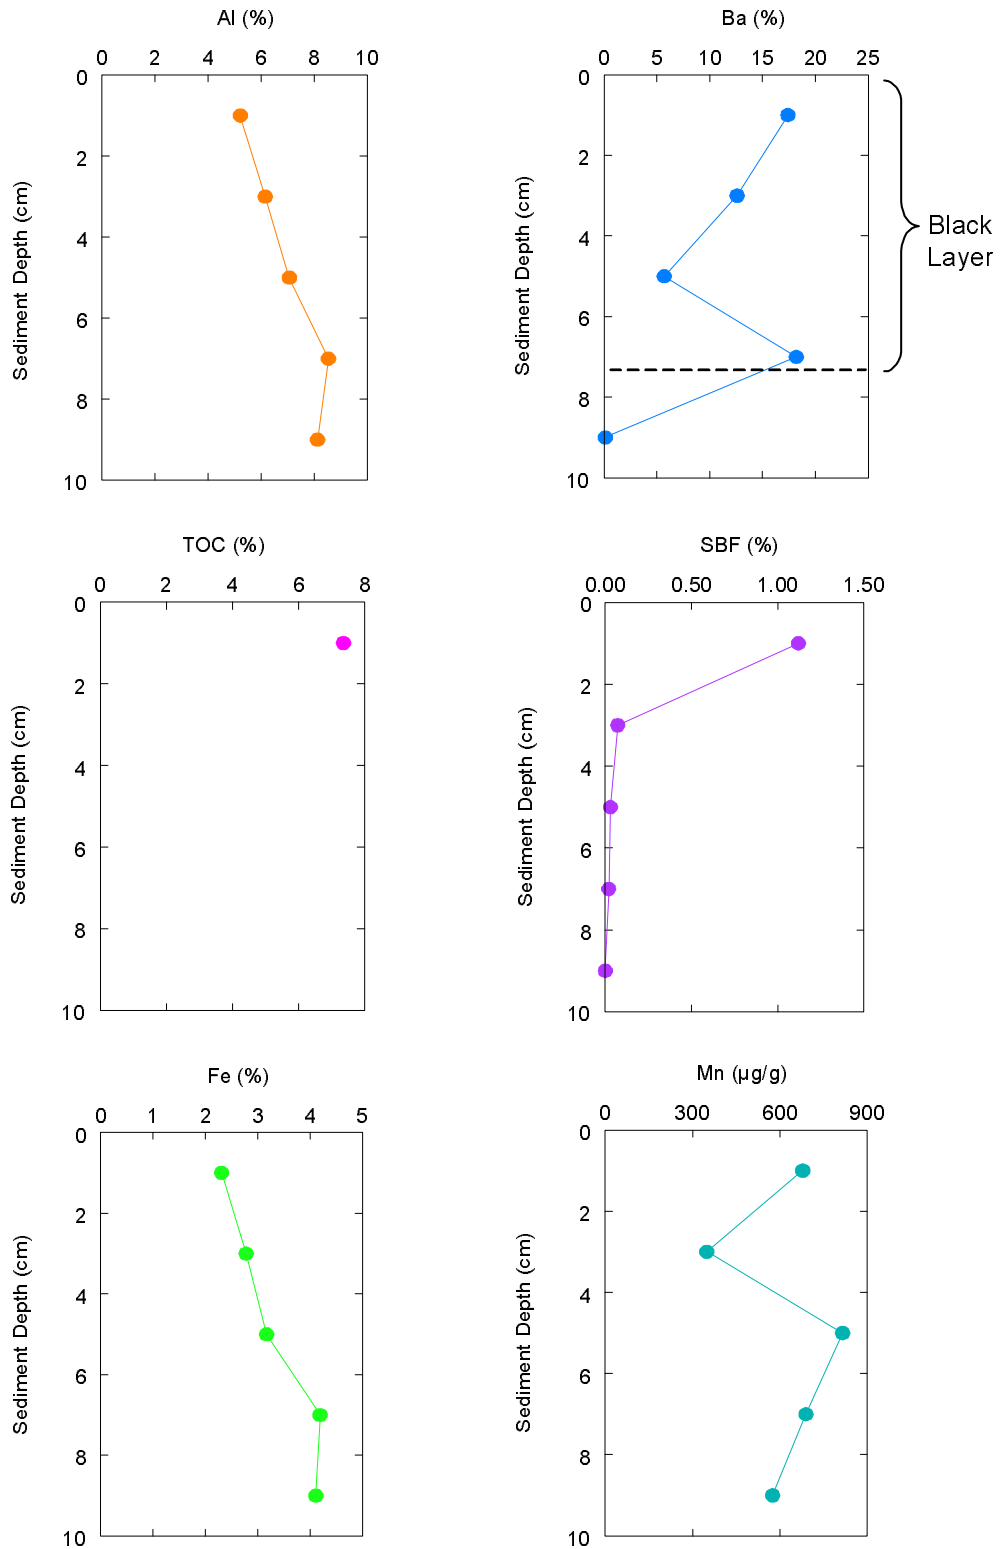 Al (%)
0 2 4 6 8 10
0
2
4
6
8
10
Sediment Depth (cm)
Ba (%)
0 5 10 15 20 25
0
2
4
6
8
10
Sediment Depth (cm)
Black
Layer
TOC (%)
0 2 4 6 8
0
2
4
6
8
10
Sediment Depth (cm)
SBF (%)
0.00 0.50 1.00 1.50
0
2
4
6
8
10
Sediment Depth (cm)
Fe (%)
0 1 2 3 4 5
0
2
4
6
8
10
Sediment Depth (cm)
Mn (µg/g)
0 300 600 900
0
2
4
6
8
10
Sediment Depth (cm)